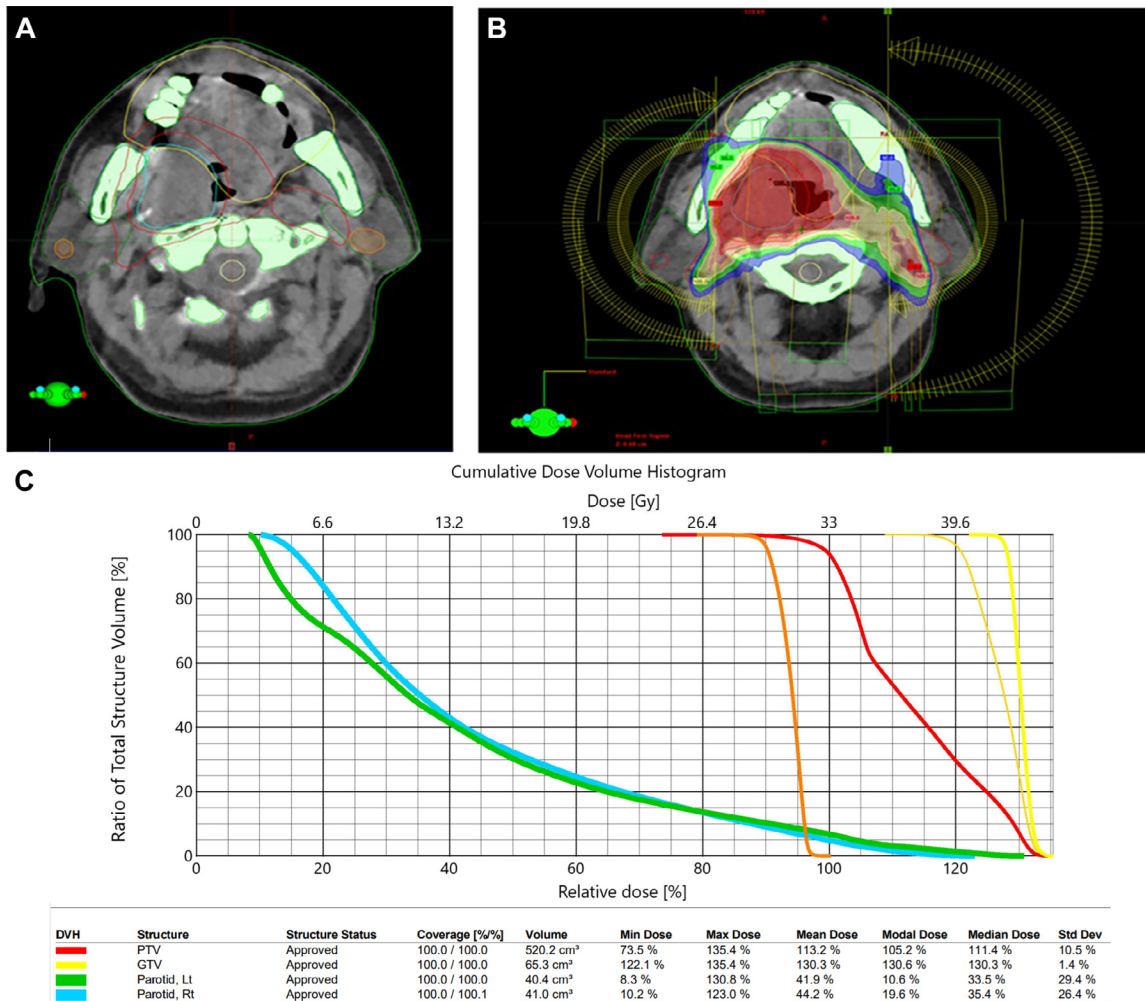 A
B
C
Cumulative Dose Volume Histogram
Dose [Gy]
0 6.6 13.2 19.8 26.4 33 39.6
Ratio of Total Structure Volume [%]
100
80
60
40
20
0
0 20 40 60 80 100 120
Relative dose [%]
DVH Structure Structure Status Coverage [%/%] Volume Min Dose Max Dose Mean Dose Modal Dose Median Dose Std Dev
PTV Approved 100.0 / 100.0 520.2 cm³ 73.5 % 135.4 % 113.2 % 105.2 % 111.4 % 10.5 %
GTV Approved 100.0 / 100.0 65.3 cm³ 122.1 % 135.4 % 130.3 % 130.6 % 130.3 % 1.4 %
Parotid, Lt Approved 100.0 / 100.0 40.4 cm³ 8.3 % 130.8 % 41.9 % 10.6 % 33.5 % 29.4 %
Parotid, Rt Approved 100.0 / 100.1 41.0 cm³ 10.2 % 123.0 % 44.2 % 19.6 % 35.4 % 26.4 %